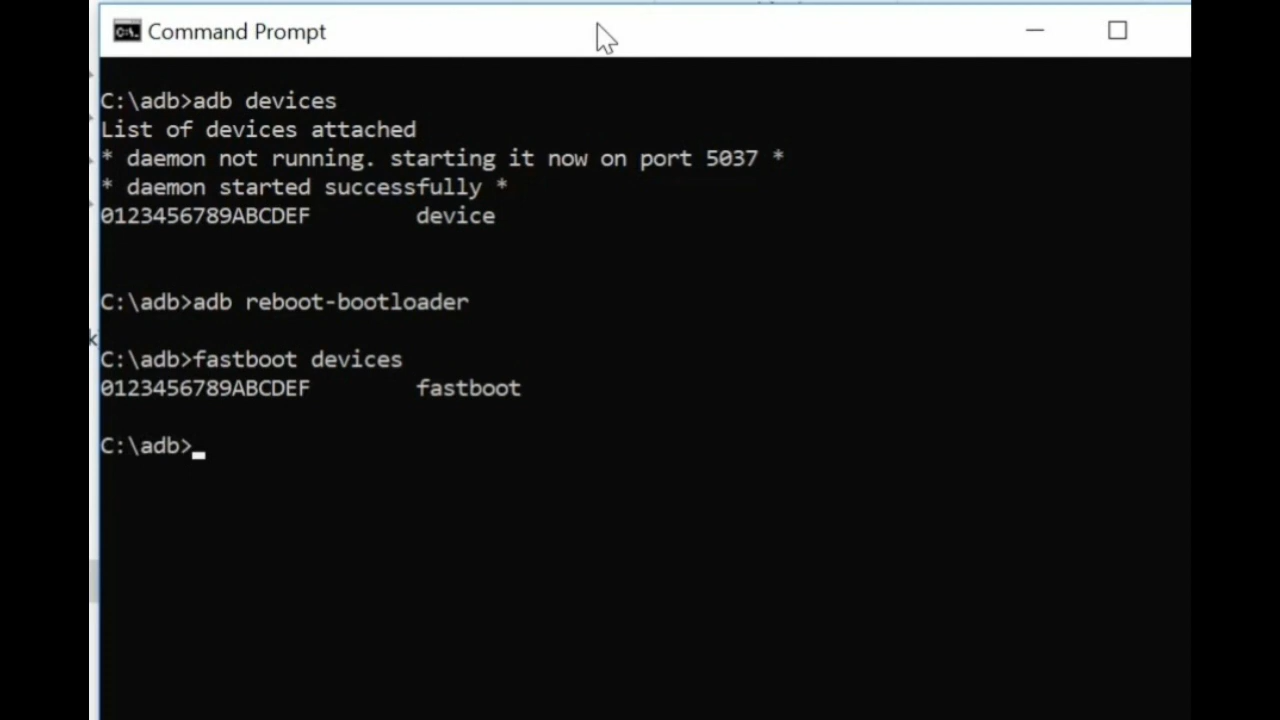 Command Prompt
C:\adb>adb devices
List of devices attached
* daemon not running. starting it now on port 5037 *
* daemon started successfully *
0123456789ABCDEF        device
C:\adb>adb reboot-bootloader
C:\adb>fastboot devices
0123456789ABCDEF        fastboot
C:\adb>